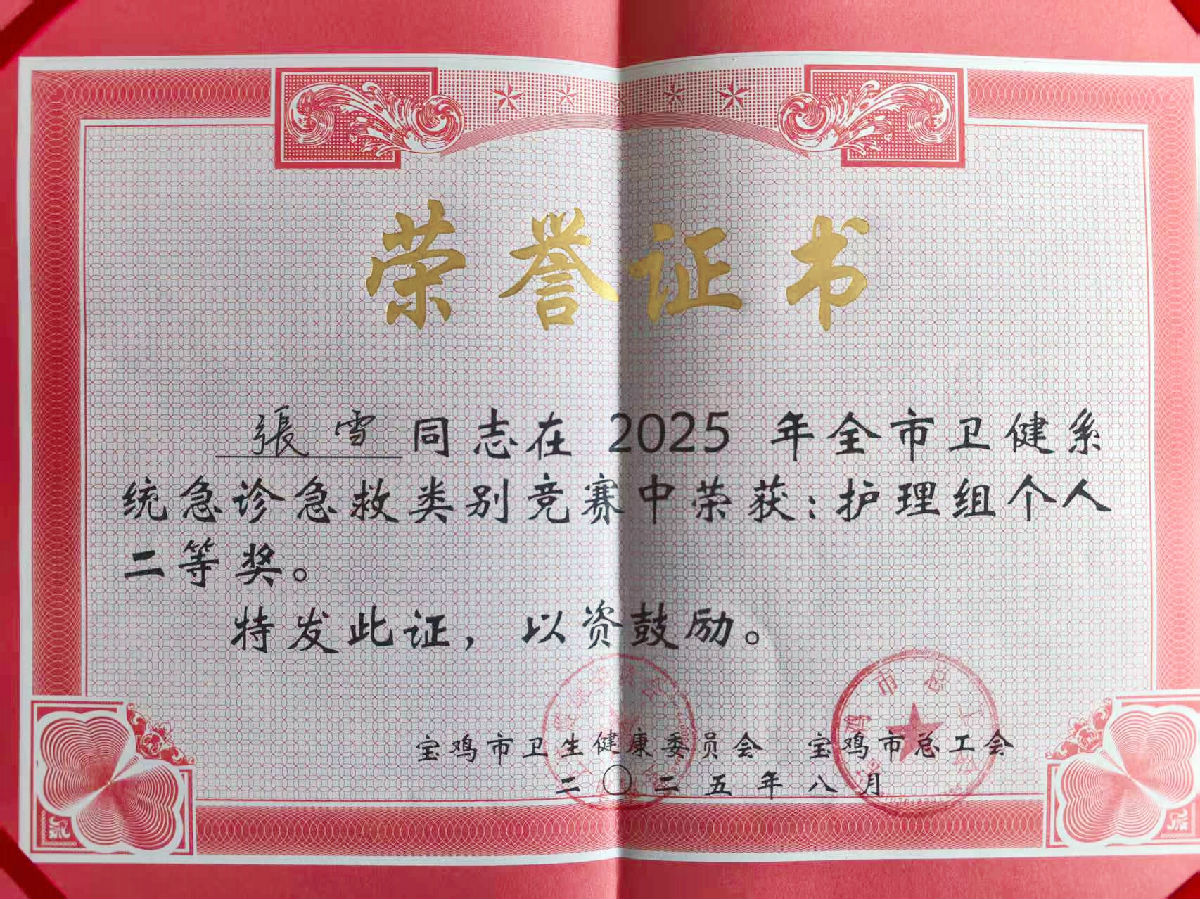 荣誉证书
張雪同志在 2025 年全市卫健系
统急诊急救类别竞赛中荣获:护理组个人
二等奖。
特发此证，以资鼓励。
宝鸡市卫生健康委员会 宝鸡市总工会
二〇二五年八月